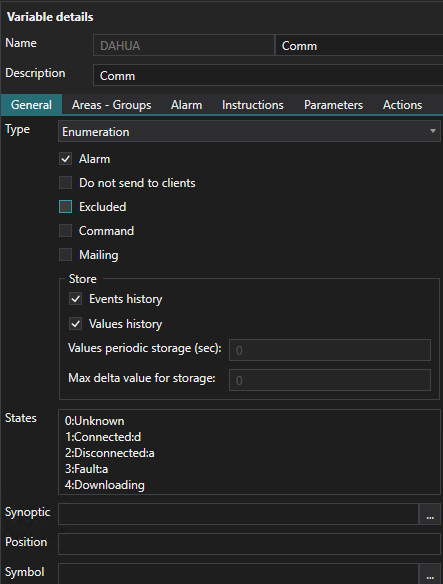 Variable details
Name DAHUA Comm
Description Comm
General Areas - Groups Alarm Instructions Parameters Actions
Type Enumeration
Alarm
Do not send to clients
Excluded
Command
Mailing
Store
Events history
Values history
Values periodic storage (sec): 0
Max delta value for storage: 0
States 0:Unknown
1:Connected:d
2:Disconnected:a
3:Fault:a
4:Downloading
Synoptic ...
Position
Symbol ...